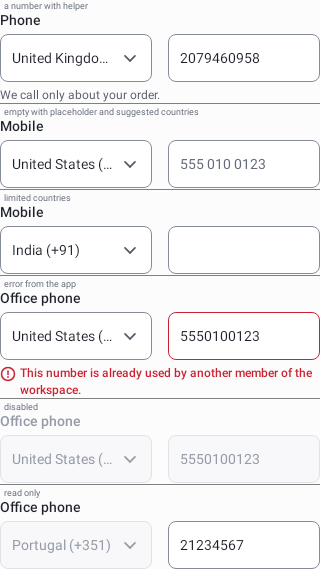 a number with helper
Phone
United Kingdo... 2079460958
We call only about your order.
empty with placeholder and suggested countries
Mobile
United States (... 555 010 0123
limited countries
Mobile
India (+91)
error from the app
Office phone
United States (... 5550100123
This number is already used by another member of the
workspace.
disabled
Office phone
United States (... 5550100123
read only
Office phone
Portugal (+351) 21234567